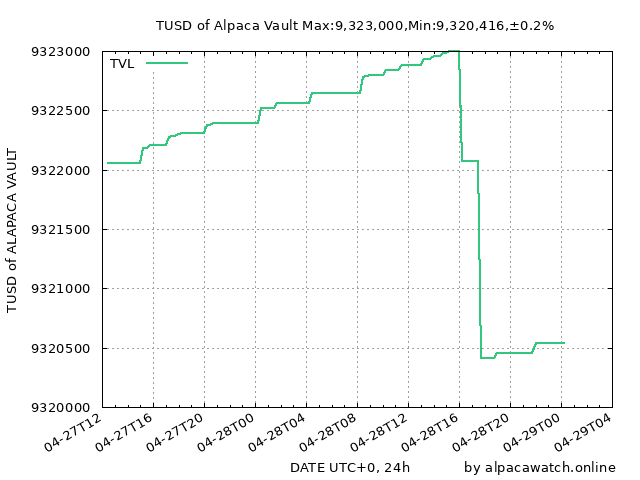 TUSD of Alpaca Vault Max:9,323,000,Min:9,320,416,±0.2%
TVL
9323000
9322500
9322000
9321500
9321000
9320500
9320000
TUSD of ALAPACA VAULT
04-27T12
04-27T16
04-27T20
04-28T00
04-28T04
04-28T08
04-28T12
04-28T16
04-28T20
04-29T00
04-29T04
DATE UTC+0, 24h
by alpacawatch.online